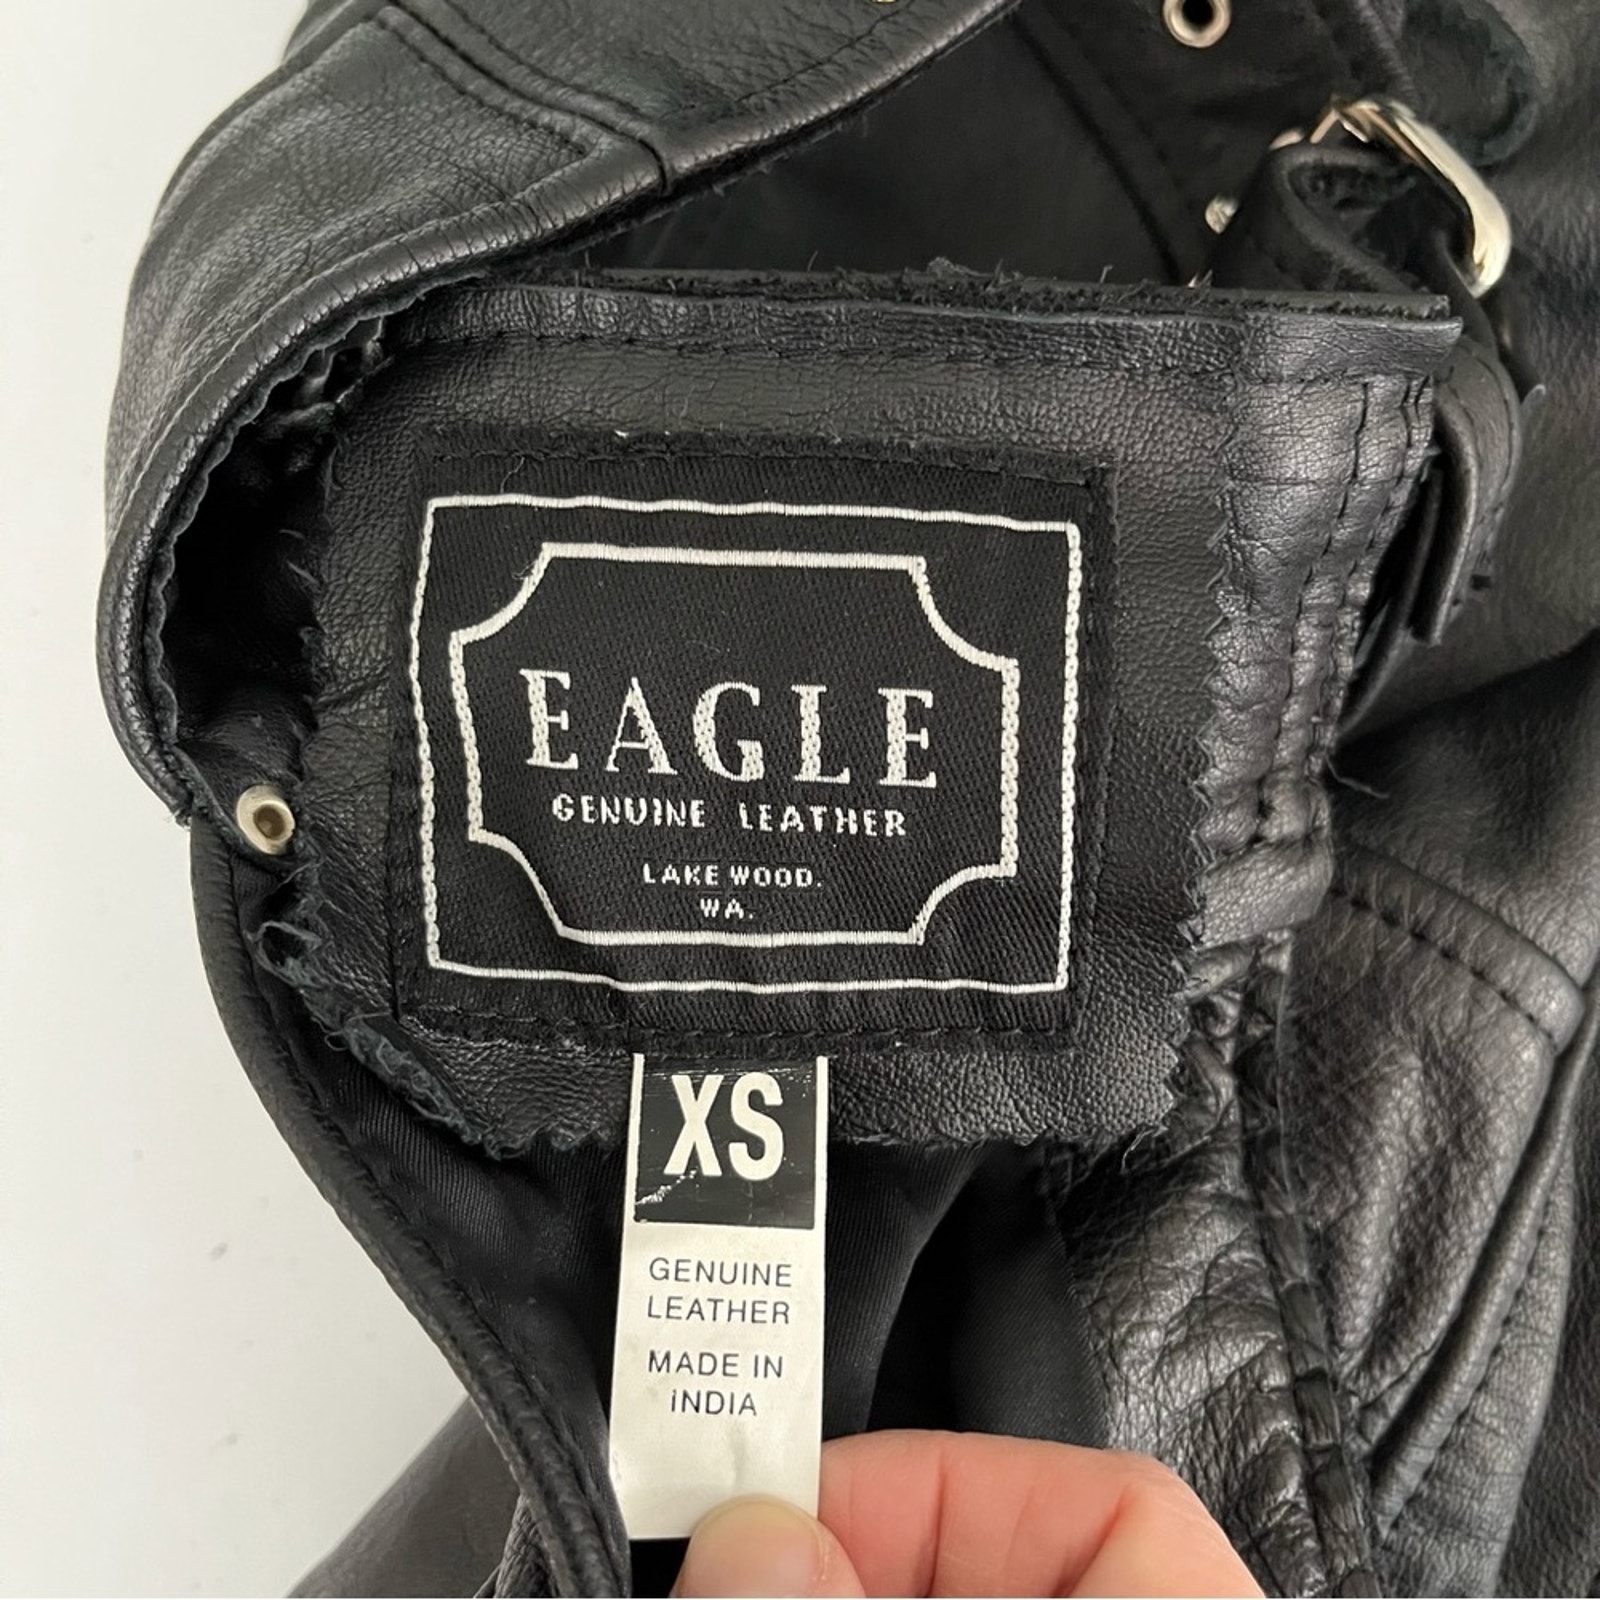 EAGLE
GENUINE LEATHER
LAKE WOOD.
WA.
XS
GENUINE
LEATHER
MADE IN
INDIA